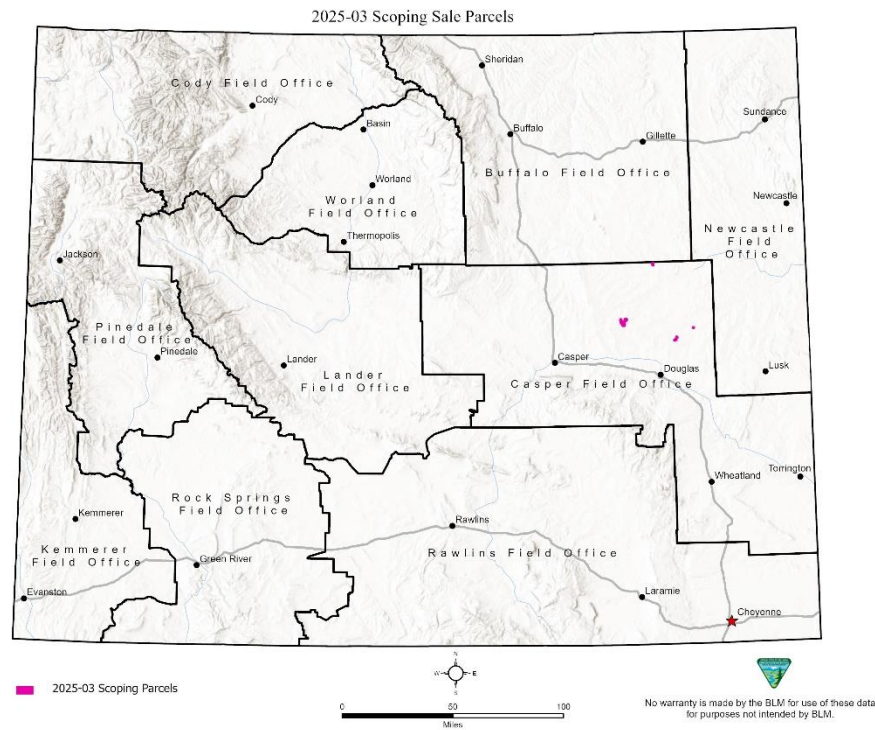 2025-03 Scoping Sale Parcels
Sheridan
Cody Field Office
Cody
Sundance
Basin
Buffalo
Gillette
Buffalo Field Office
Worland
Worland
Field Office
Newcastle
Newcastle
Field
Office
Thermopolis
Jackson
Pinedale
Field Office
Pinedale
Lander
Lander
Field Office
Casper
Douglas
Casper Field Office
Lusk
Torrington
Wheatland
Rock Springs
Field Office
Kemmerer
Rawlins
Kemmerer
Field Office
Green River
Rawlins Field Office
Evanston
Laramie
Cheyenne
2025-03 Scoping Parcels
N
W
E
S
0
50
100
Miles
No warranty is made by the BLM for use of these data
for purposes not intended by BLM.